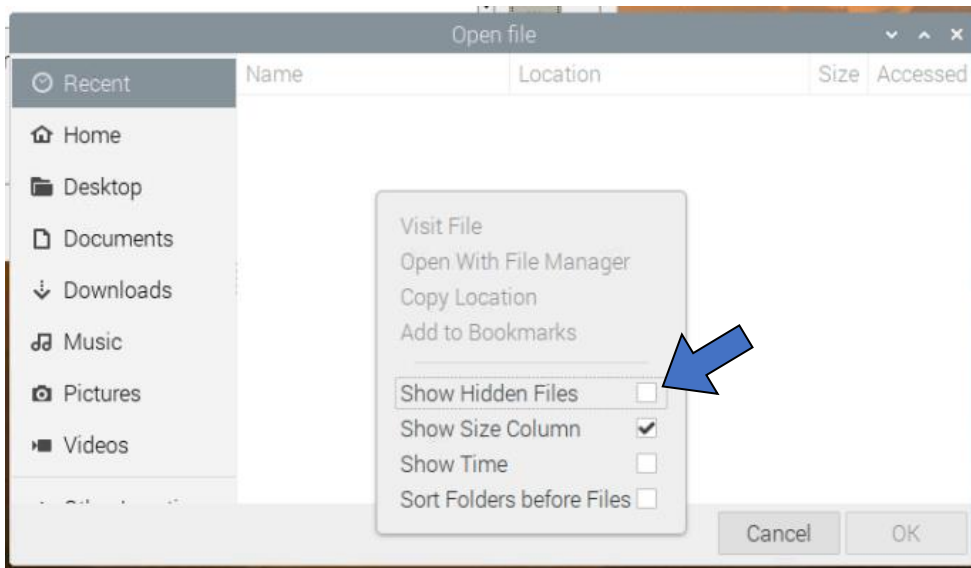 Open file
Recent
Name Location Size Accessed
Home
Desktop
Documents
Downloads
Music
Pictures
Videos
Visit File
Open With File Manager
Copy Location
Add to Bookmarks
Show Hidden Files
Show Size Column
Show Time
Sort Folders before Files
Cancel OK